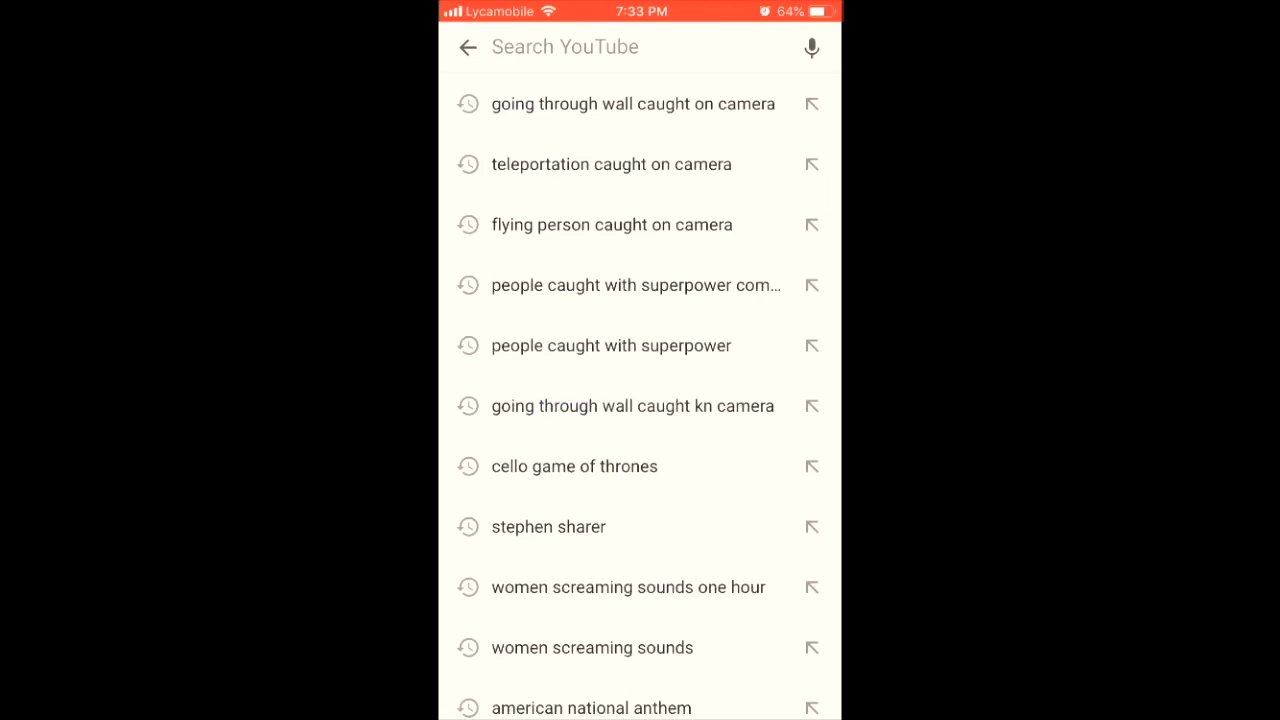 Lycamobile 7:33 PM 64%
Search YouTube
going through wall caught on camera
teleportation caught on camera
flying person caught on camera
people caught with superpower com...
people caught with superpower
going through wall caught kn camera
cello game of thrones
stephen sharer
women screaming sounds one hour
women screaming sounds
american national anthem